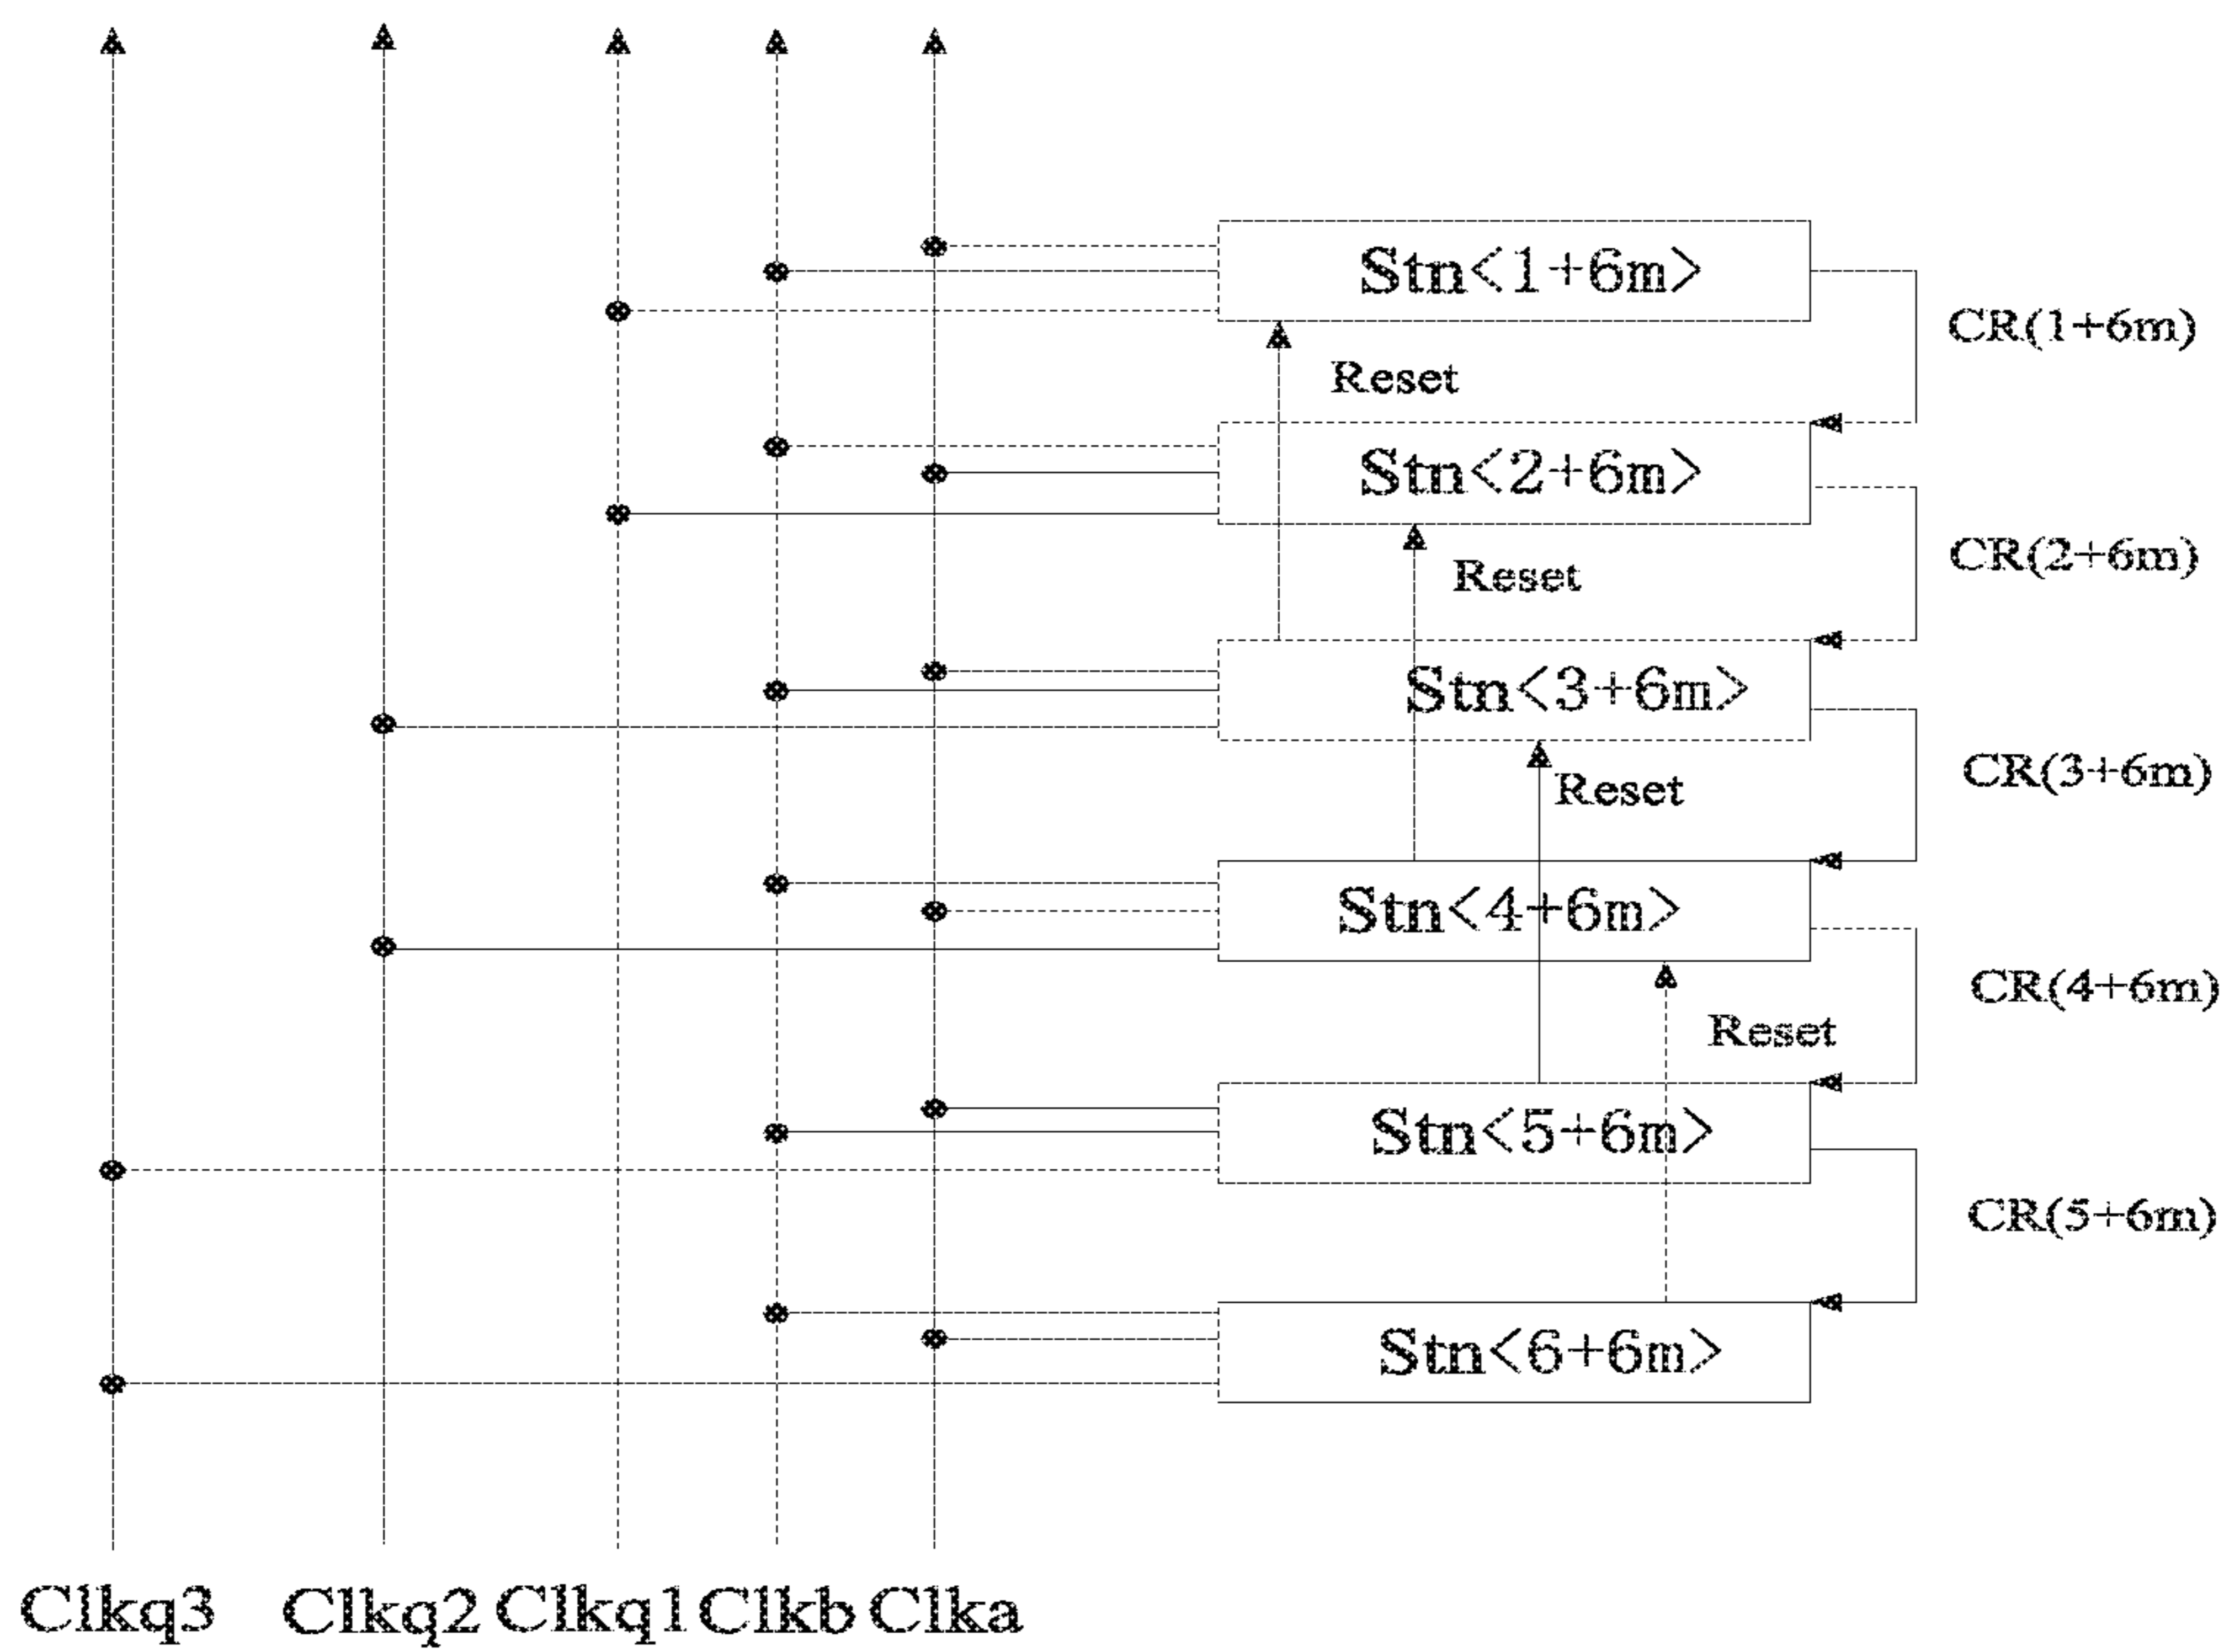 Stn<1+6m>
CR(1+6m)
Reset
Stn<2+6m>
CR(2+6m)
Reset
Stn<3+6m>
CR(3+6m)
Reset
Stn<4+6m>
CR(4+6m)
Reset
Stn<5+6m>
CR(5+6m)
Stn<6+6m>
Clkq3 Clkq2 Clkq1 Clkb Clka